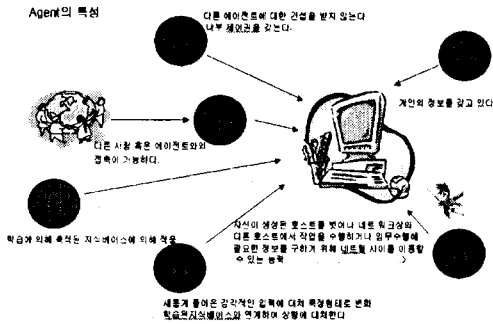 Agent의 특성
다른 에이전트에 대한 간섭을 받지 않는다
내부 제어권을 갖는다.
개인의 정보를 갖고 있다
다른 사람 혹은 에이전트와의
접촉이 가능하다.
학습에 의해 축적된 지식베이스에 의해 적응
자신이 생성된 호스트를 벗어나 네트 워크상의
다른 호스트에서 작업을 수행하거나 임무수행에
필요한 정보를 구하기 위해 네트웤 사이를 이동할
수 있는 능력 )
새롭게 들어온 감각적인 입력에 대처 특정형태로 변화
학습된지식베이스와 연계하여 상황에 대처한다